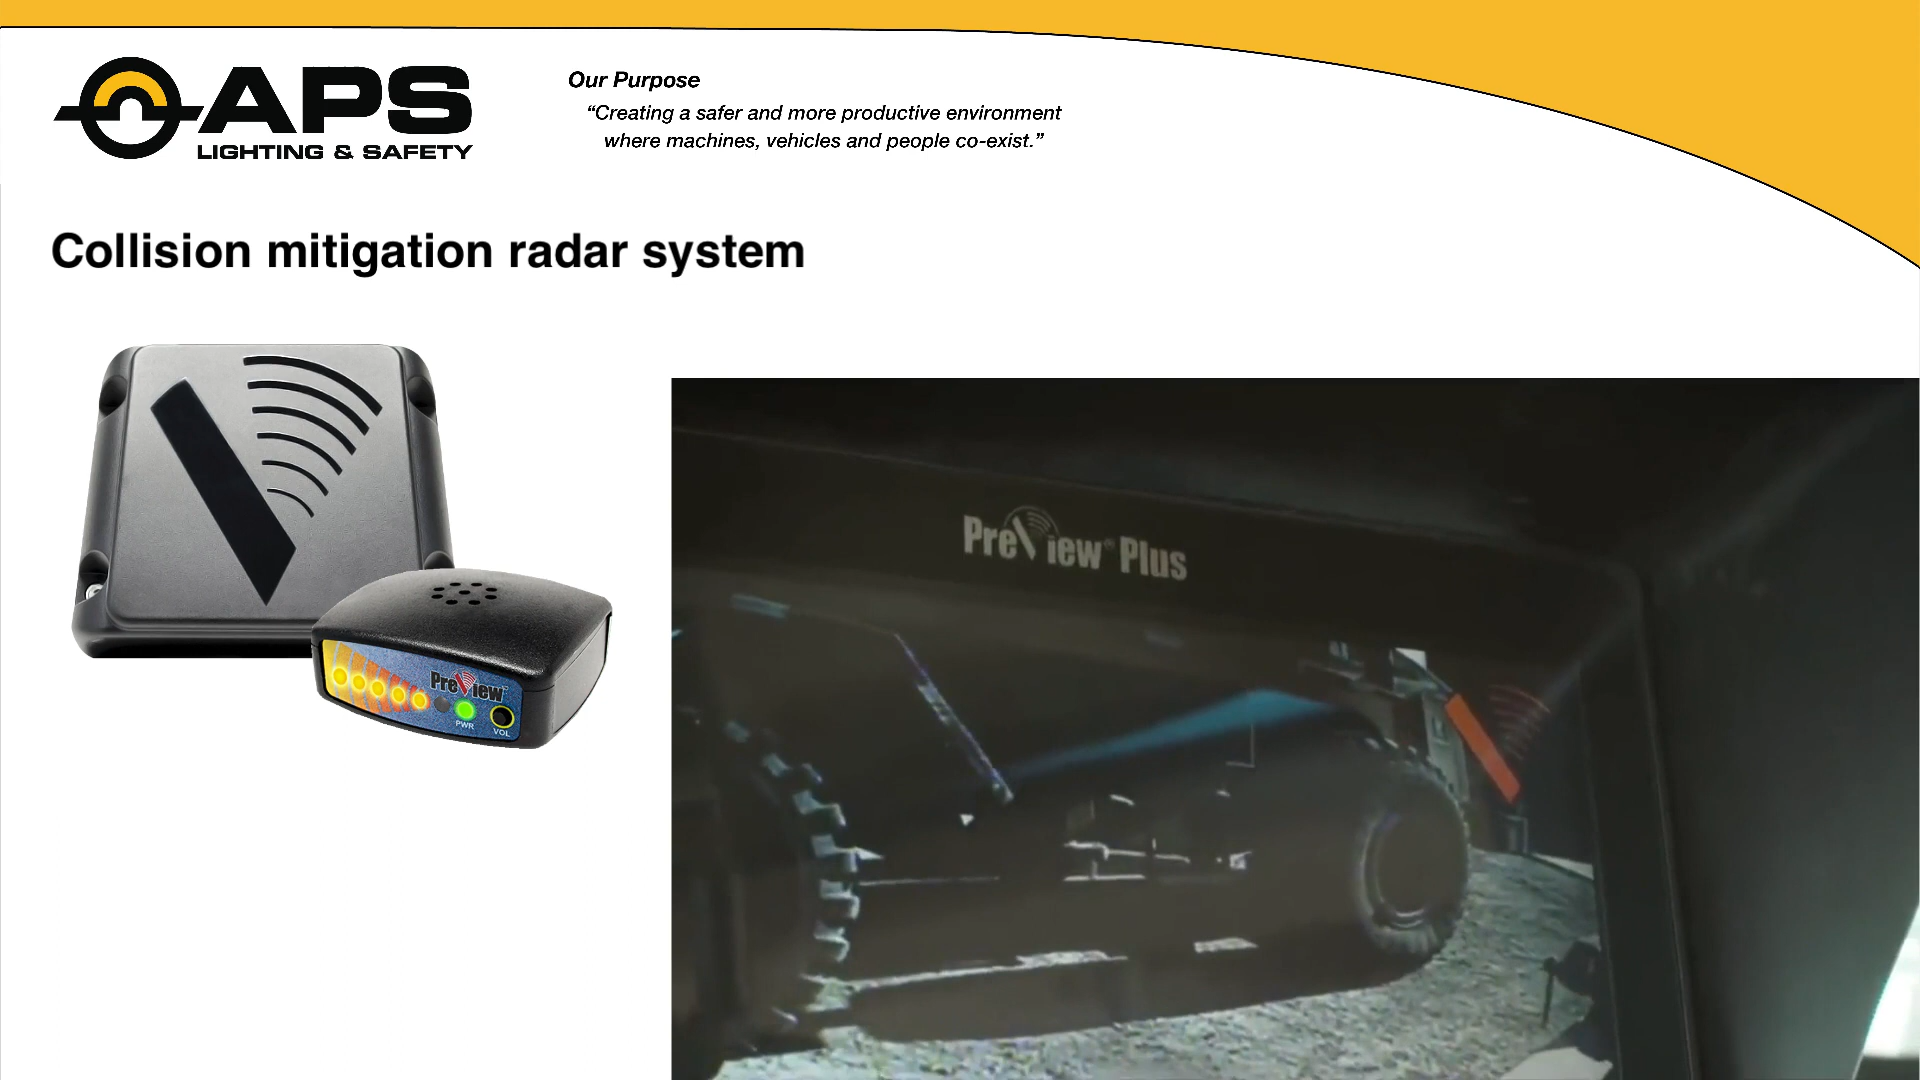 APS
LIGHTING & SAFETY
Our Purpose
“Creating a safer and more productive environment
where machines, vehicles and people co-exist.”
Collision mitigation radar system
PreView Plus
PreView
PWR
VOL